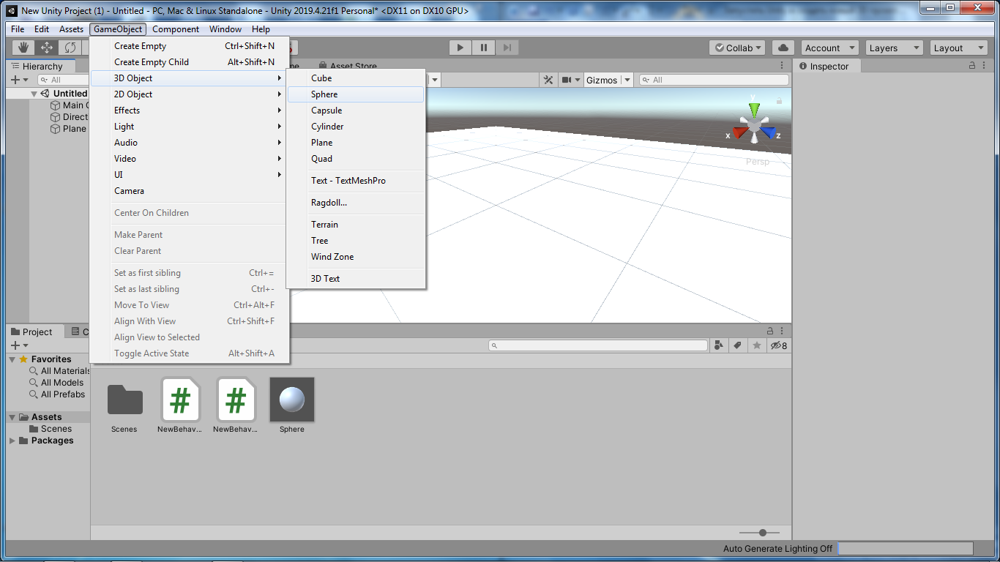 New Unity Project (1) - Untitled - PC, Mac & Linux Standalone - Unity 2019.4.21f1 Personal* <DX11 on DX10 GPU>
File Edit Assets GameObject Component Window Help
Collab Account Layers Layout
Hierarchy
All
Untitled
Main C
Direct
Plane
Create Empty Ctrl+Shift+N
Create Empty Child Alt+Shift+N
3D Object
2D Object
Effects
Light
Audio
Video
UI
Camera
Center On Children
Make Parent
Clear Parent
Set as first sibling Ctrl+=
Set as last sibling Ctrl+-
Move To View Ctrl+Alt+F
Align With View Ctrl+Shift+F
Align View to Selected
Toggle Active State Alt+Shift+A
Cube
Sphere
Capsule
Cylinder
Plane
Quad
Text - TextMeshPro
Ragdoll...
Terrain
Tree
Wind Zone
3D Text
me Asset Store
Gizmos All
y
x z
Persp
Inspector
Project C
8
Favorites
All Materials
All Models
All Prefabs
Assets
Scenes
Packages
Scenes NewBehav... NewBehav... Sphere
Auto Generate Lighting Off